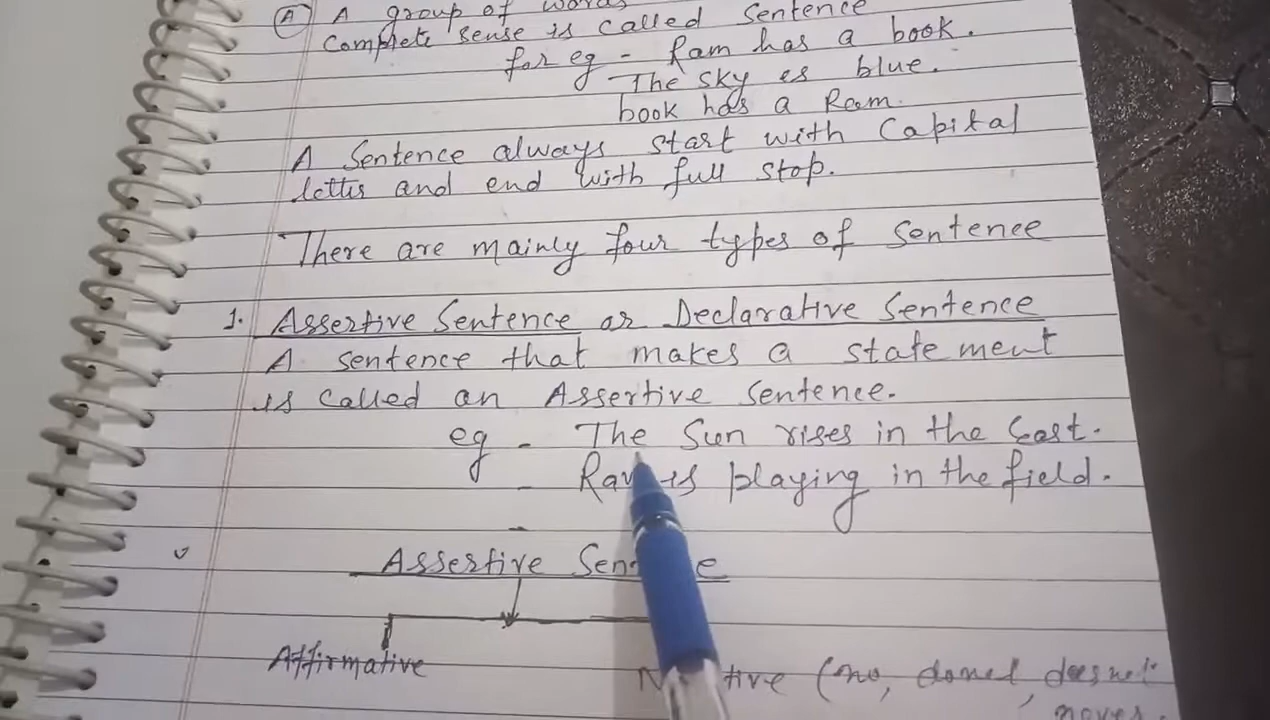 (A) A group of words
Complete sense is called Sentence
for eg - Ram has a book.
The sky is blue.
book has a Ram.
A Sentence always start with Capital
letter and end with full stop.
There are mainly four types of Sentence
1. Assertive Sentence or Declarative Sentence
A sentence that makes a statement
is called an Assertive Sentence.
eg - The Sun rises in the East.
- is playing in the field.
-
Assertive
Affirmative
(no, donot, doesnot